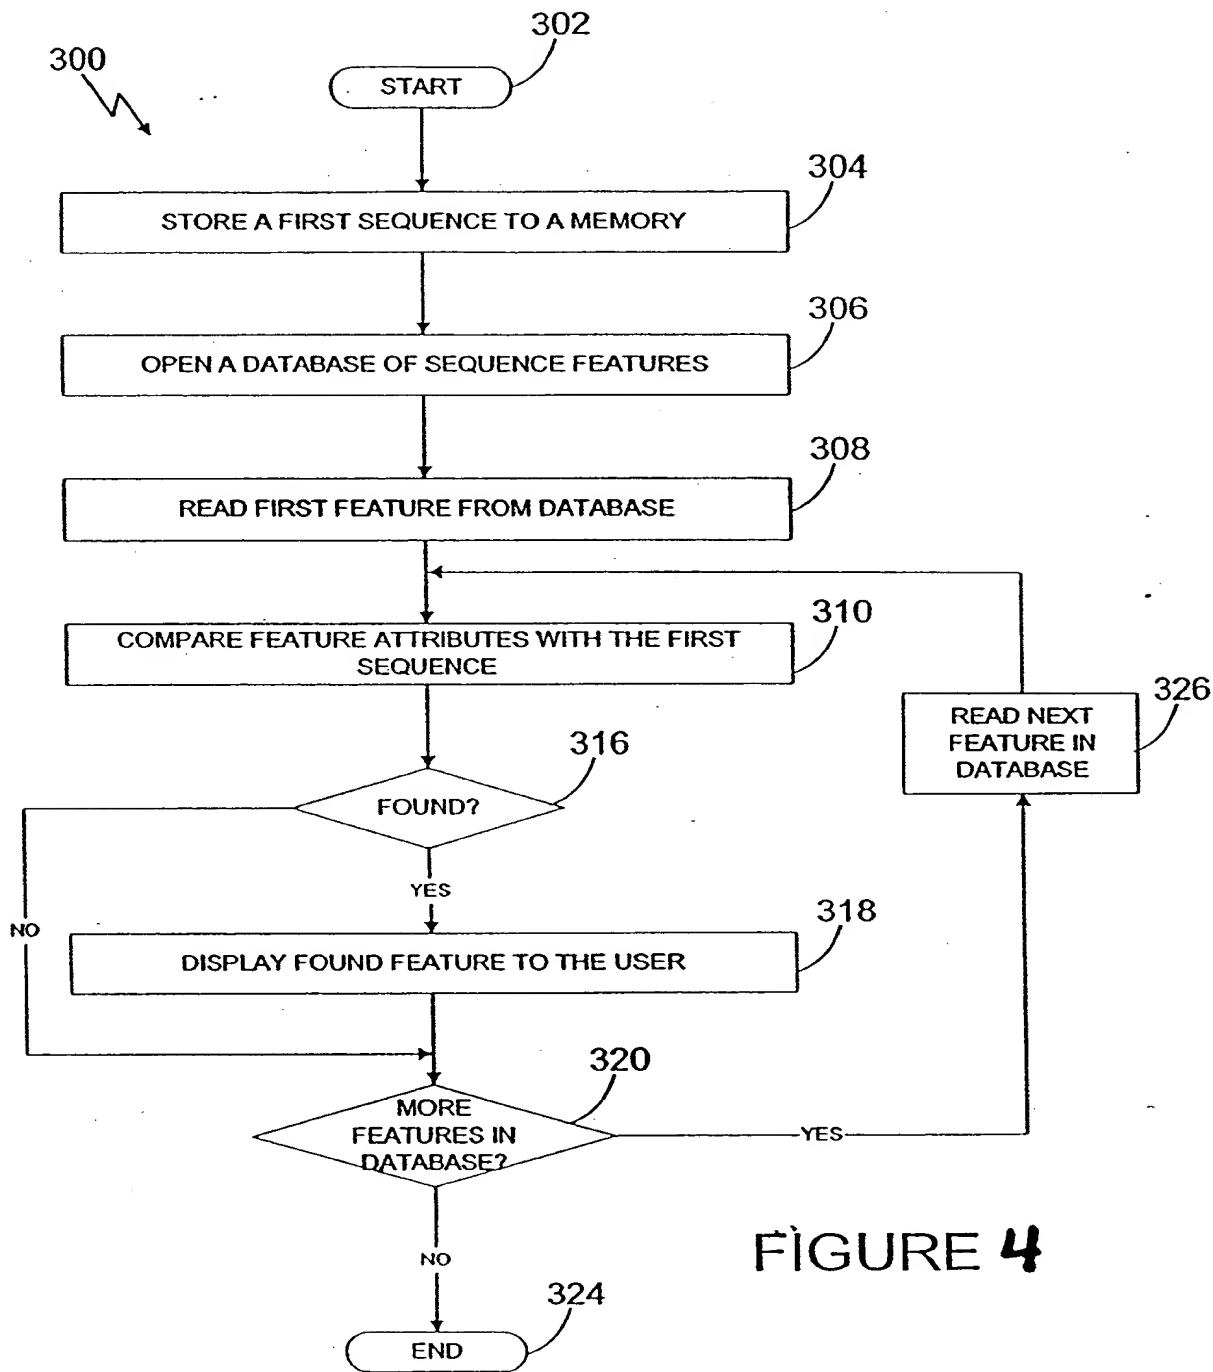 302
300
START
304
STORE A FIRST SEQUENCE TO A MEMORY
306
OPEN A DATABASE OF SEQUENCE FEATURES
308
READ FIRST FEATURE FROM DATABASE
310
COMPARE FEATURE ATTRIBUTES WITH THE FIRST
SEQUENCE
326
READ NEXT
FEATURE IN
DATABASE
316
FOUND?
YES
NO
318
DISPLAY FOUND FEATURE TO THE USER
320
MORE
FEATURES IN
DATABASE?
YES
NO
FIGURE 4
324
END